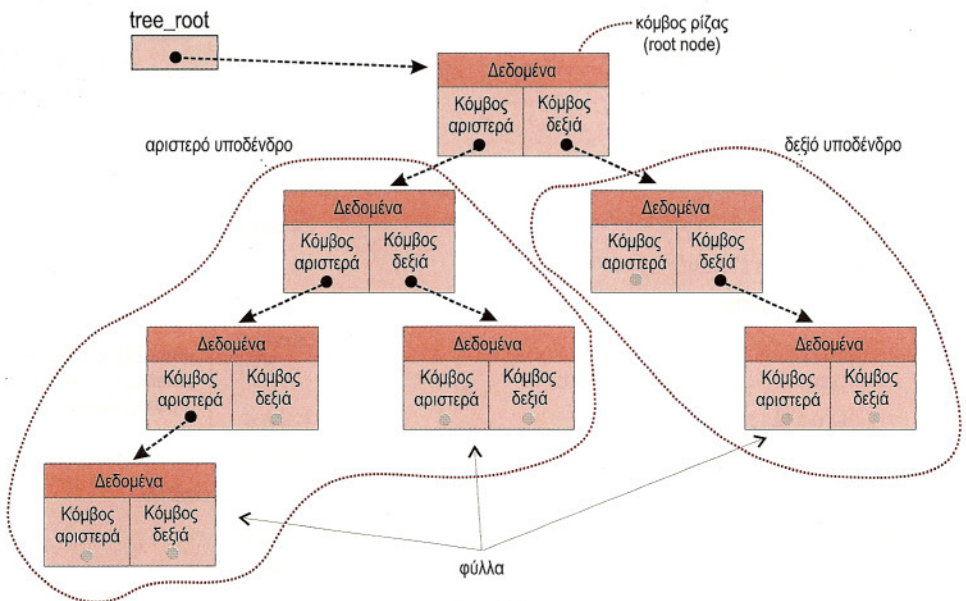 tree_root
κόμβος ρίζας
(root node)
Δεδομένα
Κόμβος
αριστερά
Κόμβος
δεξιά
αριστερό υποδένδρο
δεξιό υποδένδρο
Δεδομένα
Κόμβος
αριστερά
Κόμβος
δεξιά
Δεδομένα
Κόμβος
αριστερά
Κόμβος
δεξιά
Δεδομένα
Κόμβος
αριστερά
Κόμβος
δεξιά
Δεδομένα
Κόμβος
αριστερά
Κόμβος
δεξιά
Δεδομένα
Κόμβος
αριστερά
Κόμβος
δεξιά
Δεδομένα
Κόμβος
αριστερά
Κόμβος
δεξιά
φύλλα